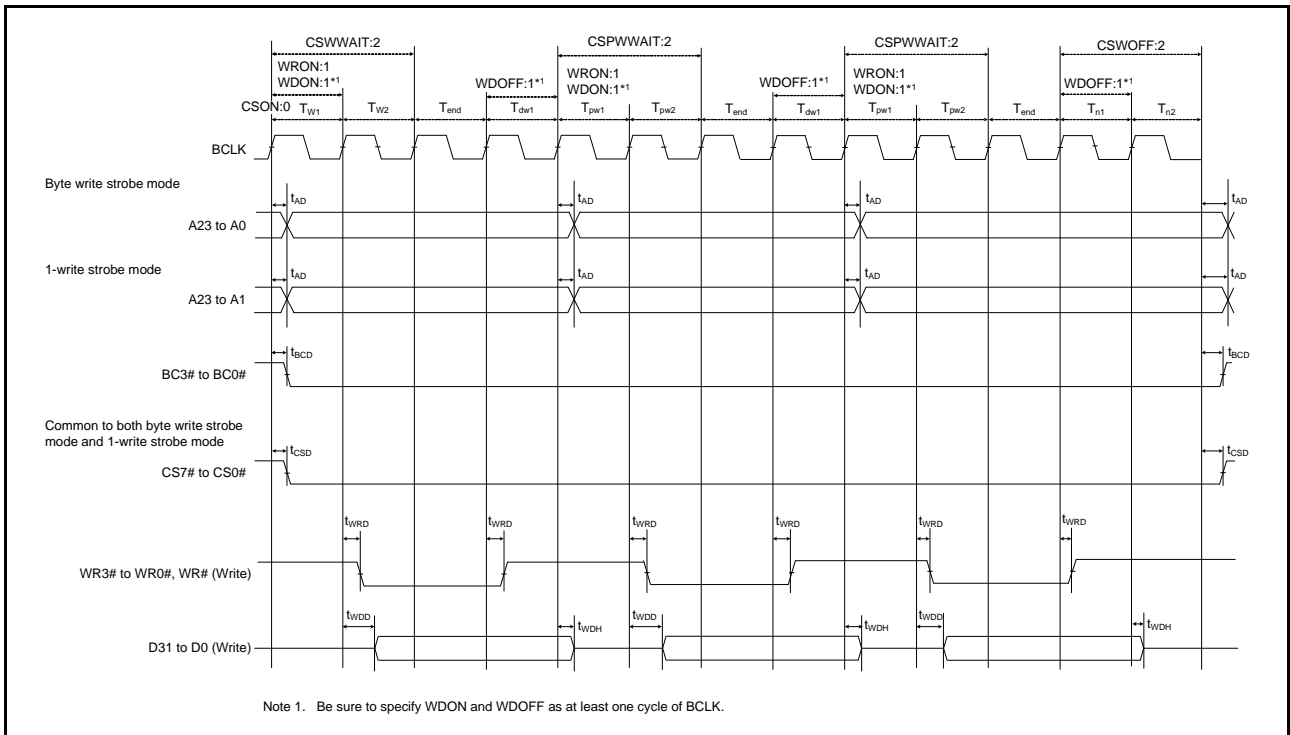 CSWWAIT:2 CSPWWAIT:2 CSPWWAIT:2 CSWOFF:2
WRON:1 WRON:1 WRON:1
WDON:1*1 WDOFF:1*1 WDON:1*1 WDOFF:1*1 WDON:1*1 WDOFF:1*1
CSON:0 TW1 TW2 Tend Tdw1 Tpw1 Tpw2 Tend Tdw1 Tpw1 Tpw2 Tend Tn1 Tn2
BCLK
Byte write strobe mode
tAD tAD tAD tAD
A23 to A0
1-write strobe mode
tAD tAD tAD tAD
A23 to A1
tBCD tBCD
BC3# to BC0#
Common to both byte write strobe
mode and 1-write strobe mode
tCSD tCSD
CS7# to CS0#
tWRD tWRD tWRD tWRD tWRD tWRD
WR3# to WR0#, WR# (Write)
tWDD tWDH tWDD tWDH tWDD tWDH
D31 to D0 (Write)
Note 1. Be sure to specify WDON and WDOFF as at least one cycle of BCLK.